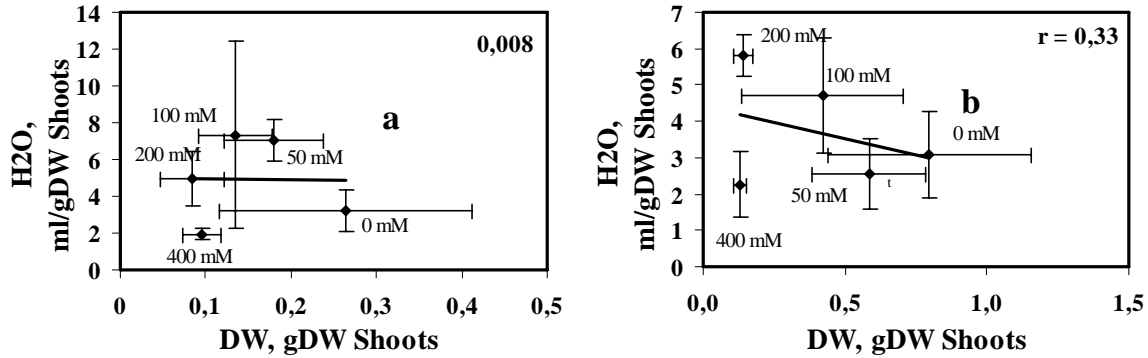 14
12
10
8
6
4
2
0
H2O,
ml/gDW Shoots
0,008
a
100 mM
50 mM
200 mM
0 mM
400 mM
0 0,1 0,2 0,3 0,4 0,5
DW, gDW Shoots
7
6
5
4
3
2
1
0
H2O,
ml/gDW Shoots
r = 0,33
200 mM
100 mM
b
0 mM
t
50 mM
400 mM
0,0 0,5 1,0 1,5
DW, gDW Shoots